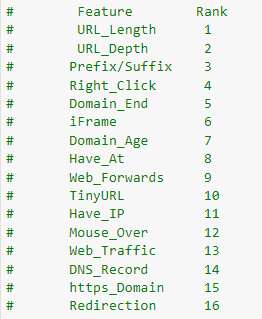 # Feature Rank
# URL_Length 1
# URL_Depth 2
# Prefix/Suffix 3
# Right_Click 4
# Domain_End 5
# iFrame 6
# Domain_Age 7
# Have_At 8
# Web_Forwards 9
# TinyURL 10
# Have_IP 11
# Mouse_Over 12
# Web_Traffic 13
# DNS_Record 14
# https_Domain 15
# Redirection 16